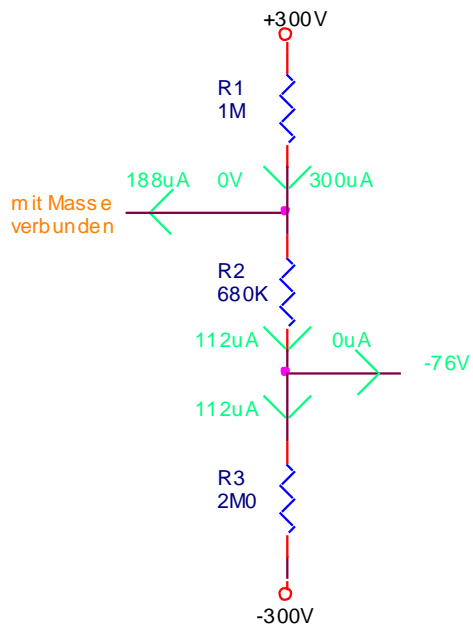 +300V
R1
1M
188uA 0V 300uA
mit Masse
verbunden
R2
680K
112uA 0uA
-76V
112uA
R3
2M0
-300V